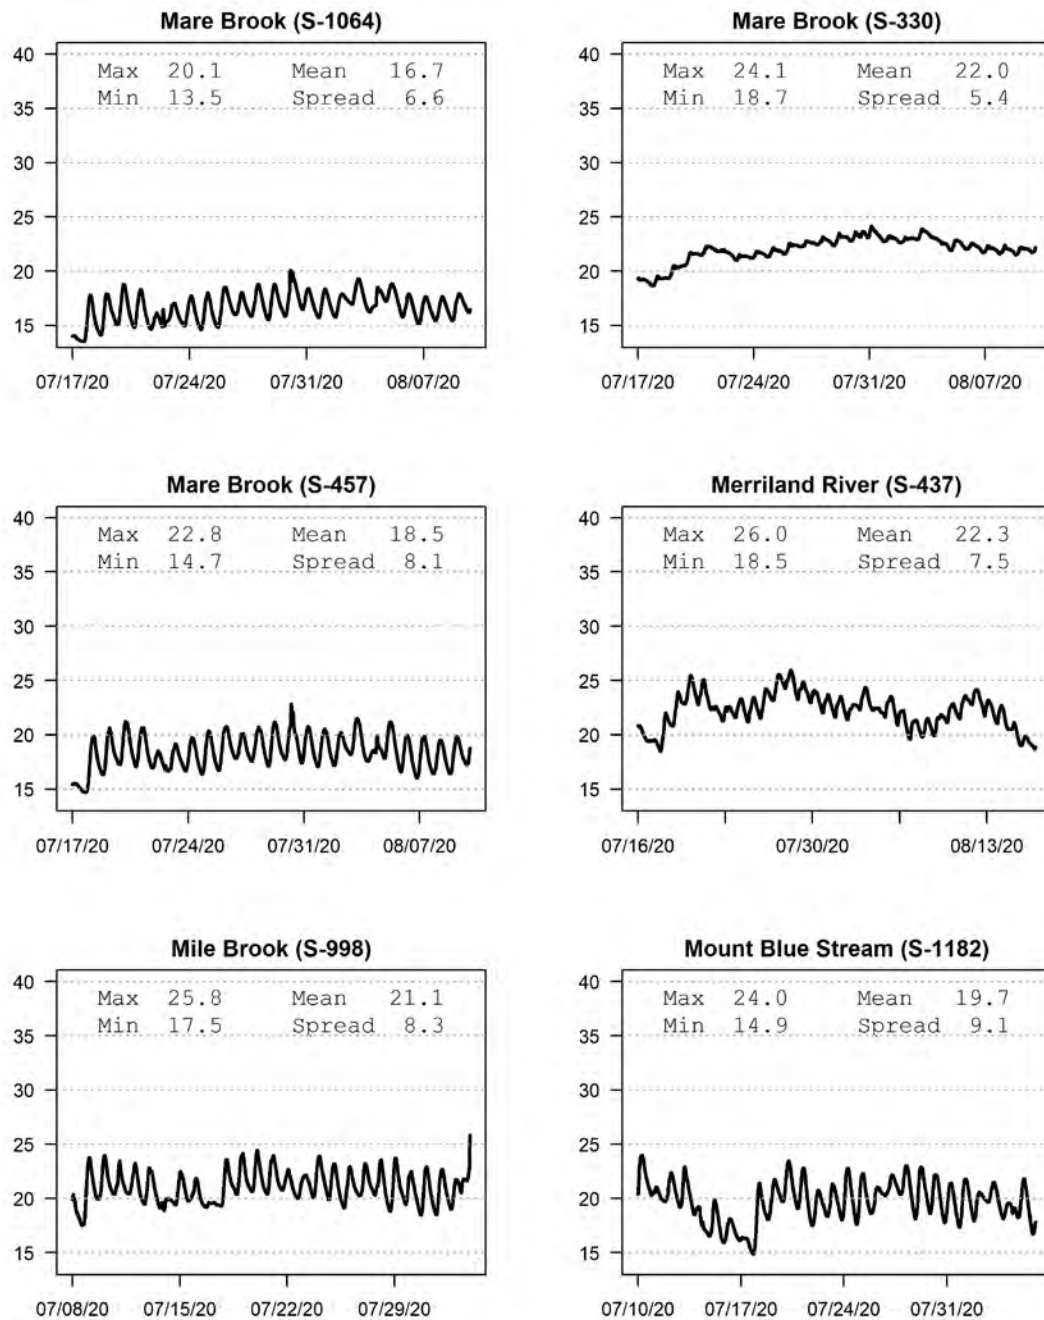 Mare Brook (S-1064)
Max 20.1 Mean 16.7
Min 13.5 Spread 6.6
40
35
30
25
20
15
07/17/20 07/24/20 07/31/20 08/07/20
Mare Brook (S-330)
Max 24.1 Mean 22.0
Min 18.7 Spread 5.4
40
35
30
25
20
15
07/17/20 07/24/20 07/31/20 08/07/20
Mare Brook (S-457)
Max 22.8 Mean 18.5
Min 14.7 Spread 8.1
40
35
30
25
20
15
07/17/20 07/24/20 07/31/20 08/07/20
Merriland River (S-437)
Max 26.0 Mean 22.3
Min 18.5 Spread 7.5
40
35
30
25
20
15
07/16/20 07/30/20 08/13/20
Mile Brook (S-998)
Max 25.8 Mean 21.1
Min 17.5 Spread 8.3
40
35
30
25
20
15
07/08/20 07/15/20 07/22/20 07/29/20
Mount Blue Stream (S-1182)
Max 24.0 Mean 19.7
Min 14.9 Spread 9.1
40
35
30
25
20
15
07/10/20 07/17/20 07/24/20 07/31/20